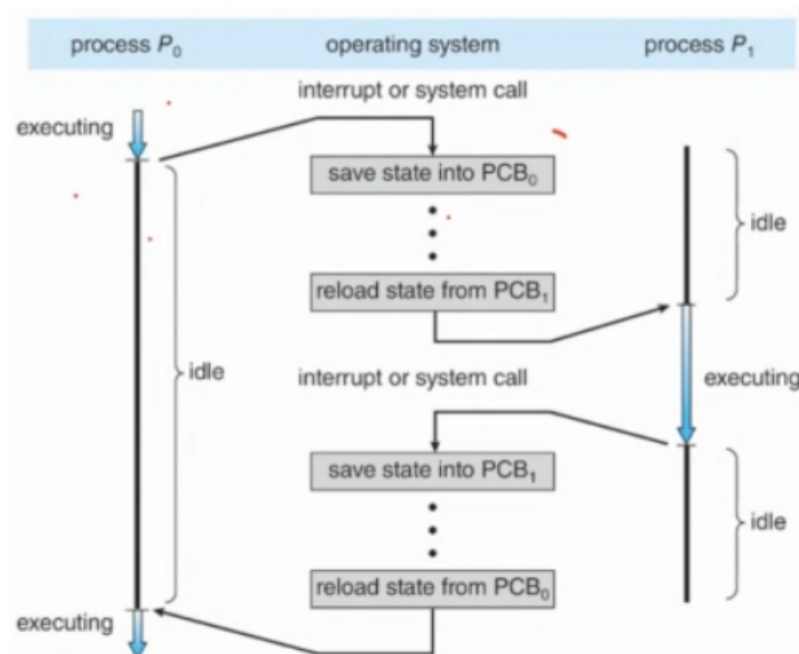 process P₀ operating system process P₁
interrupt or system call
executing
save state into PCB₀
idle
reload state from PCB₁
idle
interrupt or system call
executing
save state into PCB₁
idle
reload state from PCB₀
executing